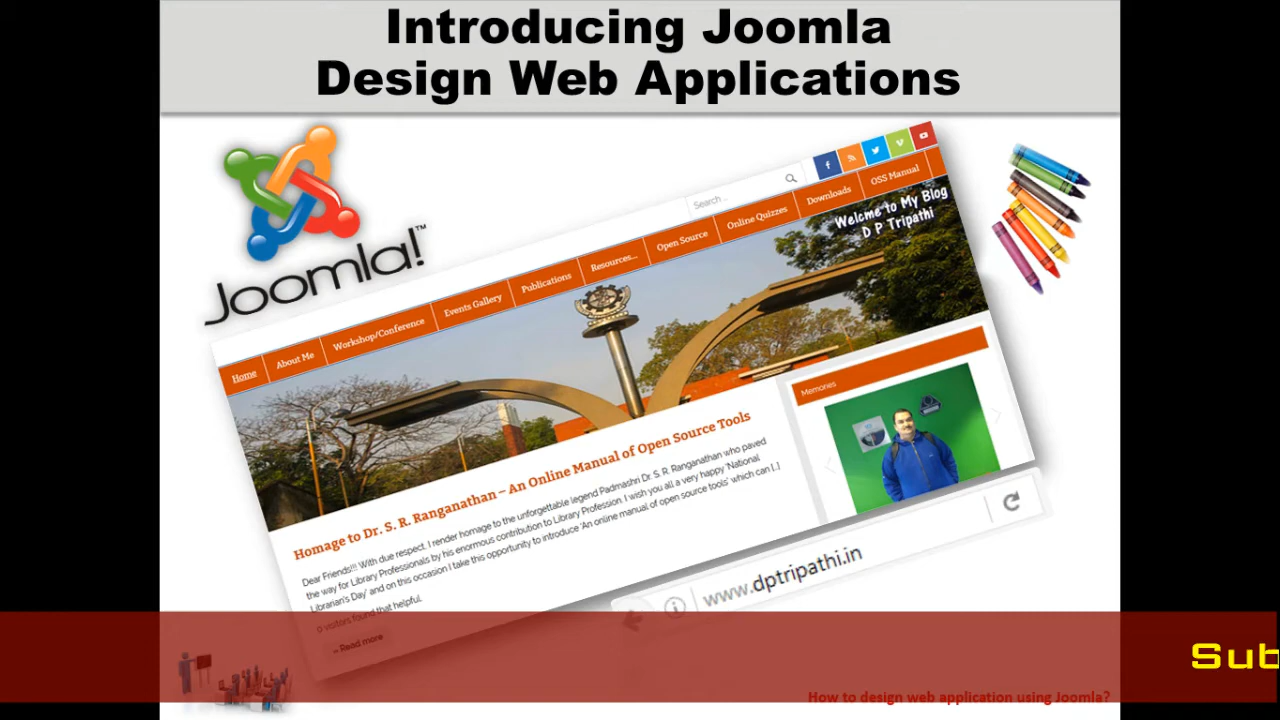 Introducing Joomla
Design Web Applications
Joomla!™
Search...
Home
About Me
Workshop/Conference
Events Gallery
Publications
Resources...
Open Source
Online Quizzes
Downloads
OSS Manual
Welcme to My Blog
D P Tripathi
Memories
Homage to Dr. S. R. Ranganathan – An Online Manual of Open Source Tools
Dear Friends!!! With due respect, I render homage to the unforgettable legend Padmashri Dr. S. R. Ranganathan who paved
the way for Library Professionals by his enormous contribution to Library Profession. I wish you all a very happy 'National
Librarian's Day' and on this occasion I take this opportunity to introduce 'An online manual of open source tools' which can [...]
0 visitors found that helpful.
» Read more
www.dptripathi.in
Sub
How to design web application using Joomla?